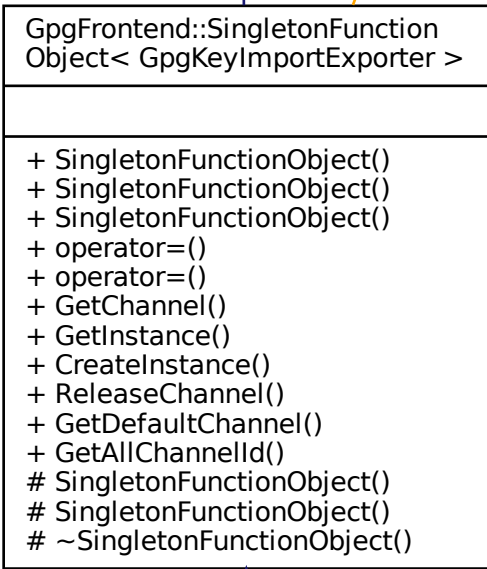 GpgFrontend::SingletonFunction
Object< GpgKeyImportExporter >
+ SingletonFunctionObject()
+ SingletonFunctionObject()
+ SingletonFunctionObject()
+ operator=()
+ operator=()
+ GetChannel()
+ GetInstance()
+ CreateInstance()
+ ReleaseChannel()
+ GetDefaultChannel()
+ GetAllChannelId()
# SingletonFunctionObject()
# SingletonFunctionObject()
# ~SingletonFunctionObject()